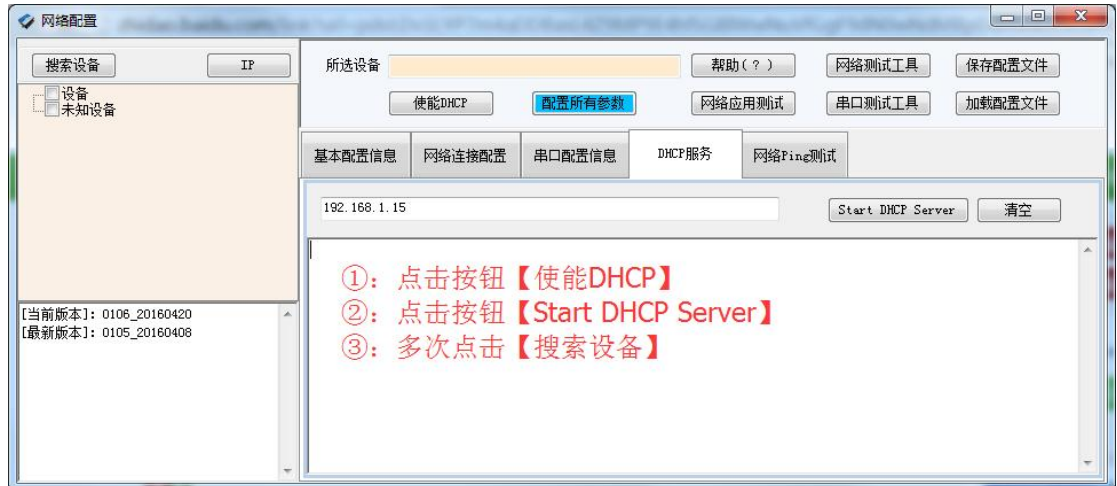 网络配置
搜索设备
IP
设备
未知设备
[当前版本]: 0106_20160420
[最新版本]: 0105_20160408
所选设备
帮助(?)
网络测试工具
保存配置文件
使能DHCP
配置所有参数
网络应用测试
串口测试工具
加载配置文件
基本配置信息
网络连接配置
串口配置信息
DHCP服务
网络Ping测试
192.168.1.15
Start DHCP Server
清空
①：点击按钮【使能DHCP】
②：点击按钮【Start DHCP Server】
③：多次点击【搜索设备】